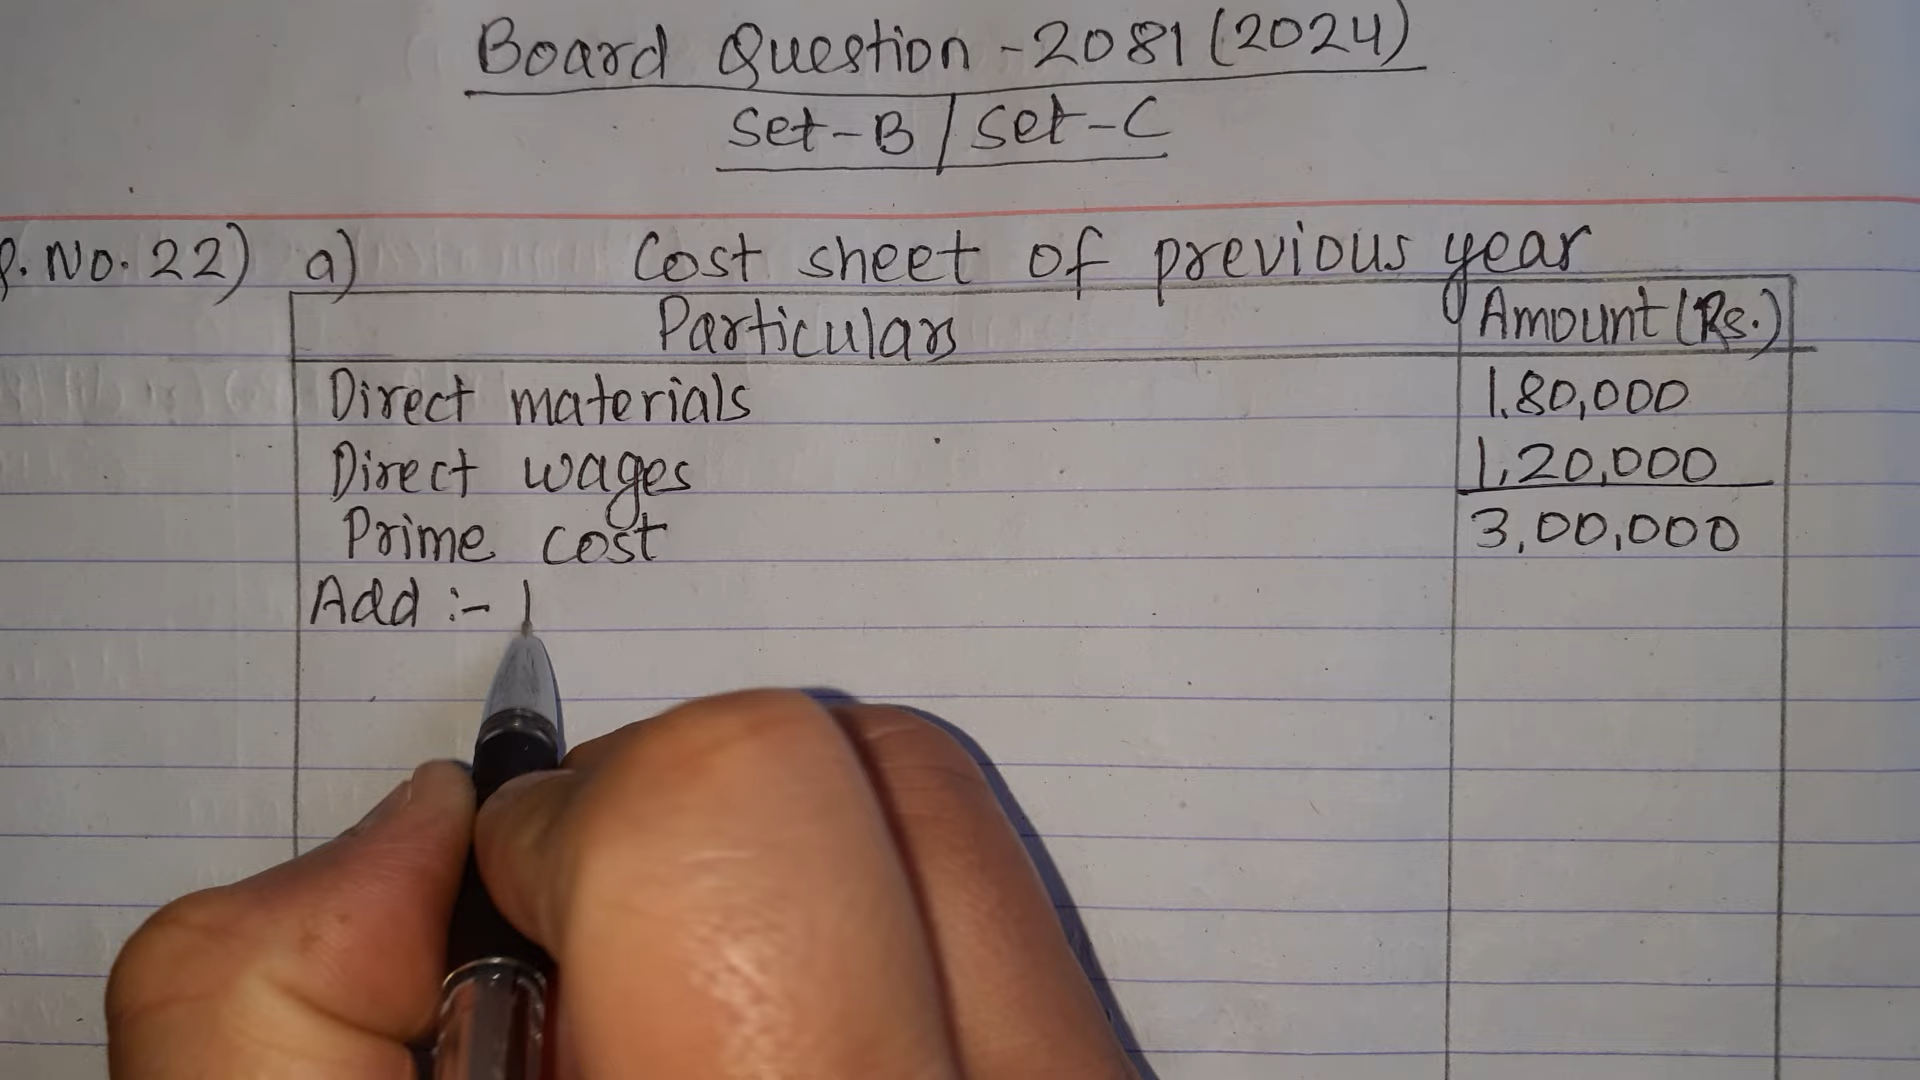 Board Question - 2081 (2024)
Set-B / Set-C
Q. No. 22) a) Cost sheet of previous year
Particulars Amount (Rs.)
Direct materials 1,80,000
Direct wages 1,20,000
Prime cost 3,00,000
Add :-